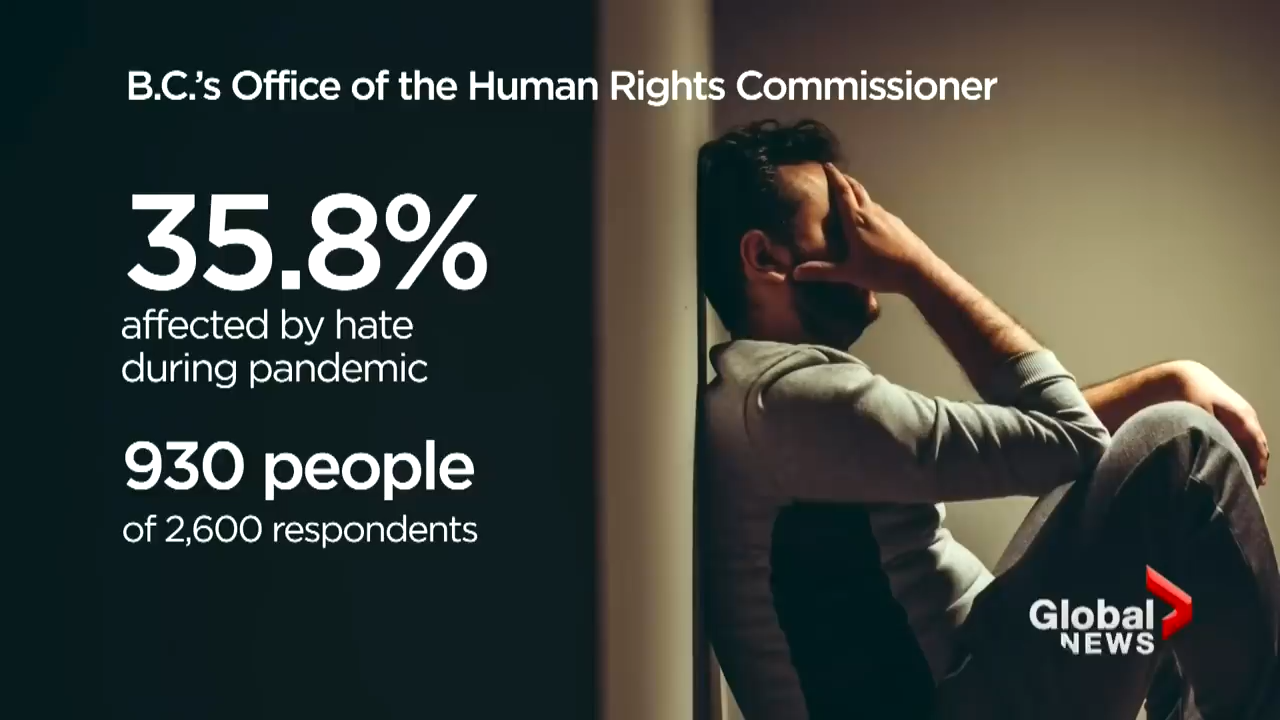 B.C.'s Office of the Human Rights Commissioner
35.8%
affected by hate
during pandemic
930 people
of 2,600 respondents
Global
NEWS